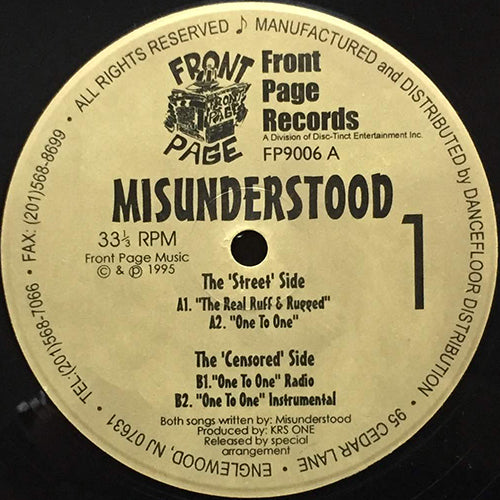 ALL RIGHTS RESERVED ♪ MANUFACTURED and DISTRIBUTED by DANCEFLOOR DISTRIBUTION • 95 CEDAR LANE • ENGLEWOOD, NJ 07631 • TEL:(201)568-7066 • FAX: (201)568-8699 •
FRONT
FRONT
PAGE
PAGE
Front
Page
Records
A Division of Disc-Tinct Entertainment Inc.
FP9006 A
MISUNDERSTOOD
33⅓ RPM
Front Page Music
© & ℗ 1995
1
The 'Street' Side
A1. "The Real Ruff & Rugged"
A2. "One To One"
The 'Censored' Side
B1."One To One" Radio
B2. "One To One" Instrumental
Both songs written by: Misunderstood
Produced by: KRS ONE
Released by special
arrangement